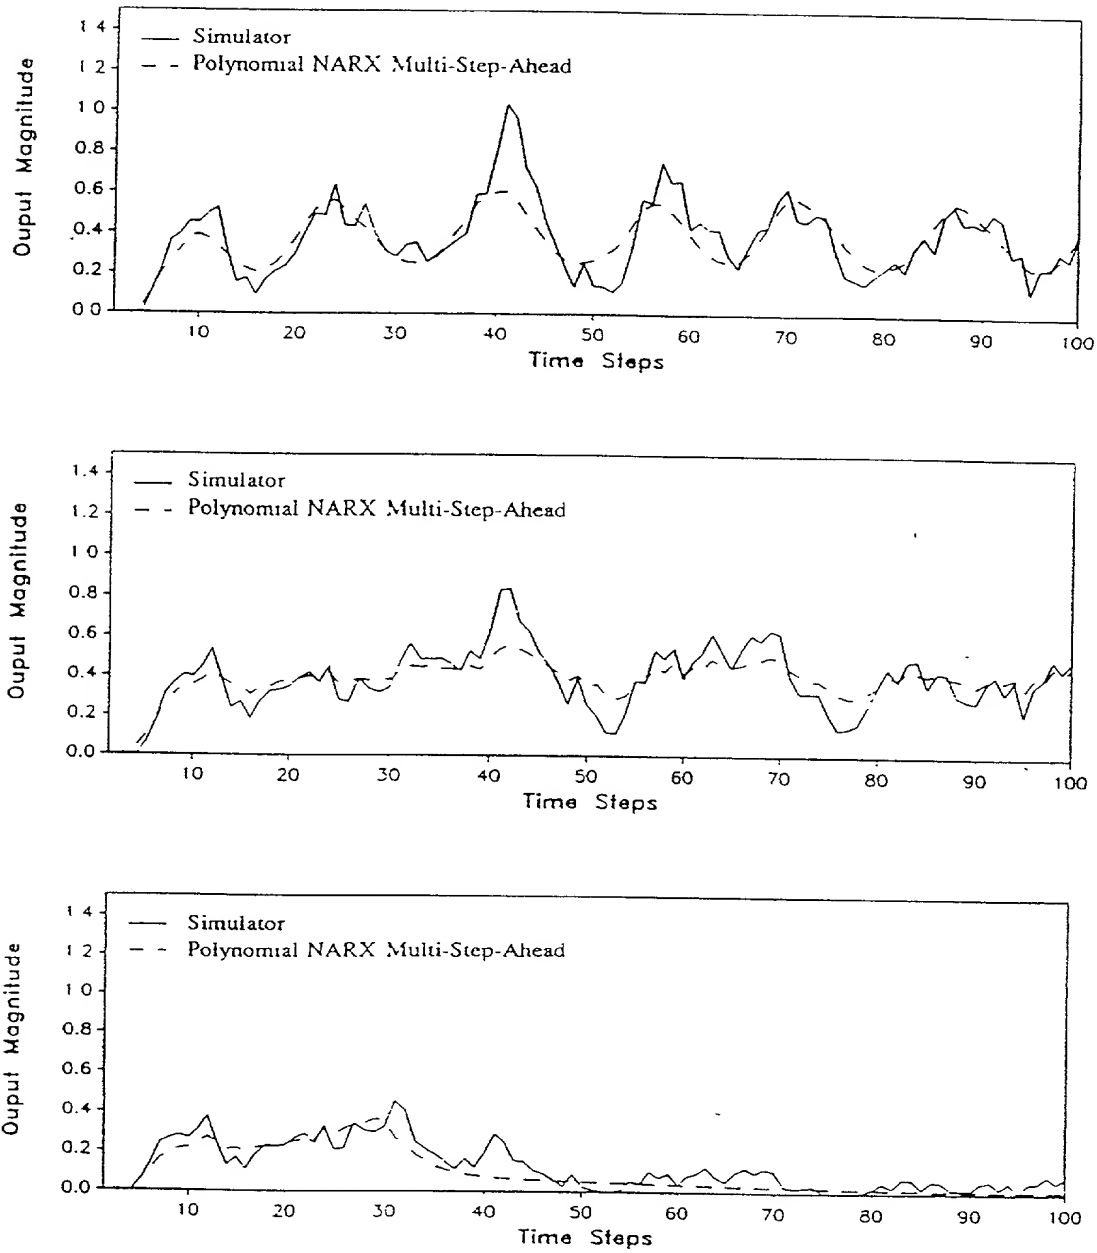 Ouput Magnitude
1 4
1 2
1 0
0.8
0.6
0.4
0.2
0 0
Simulator
Polynomial NARX Multi-Step-Ahead
10 20 30 40 50 60 70 80 90 100
Time Steps
Ouput Magnitude
1.4
1.2
1 0
0.8
0.6
0.4
0.2
0.0
Simulator
Polynomial NARX Multi-Step-Ahead
10 20 30 40 50 60 70 80 90 100
Time Steps
Ouput Magnitude
1 4
1 2
1 0
0.8
0.6
0.4
0.2
0.0
Simulator
Polynomial NARX Multi-Step-Ahead
10 20 30 40 50 60 70 80 90 100
Time Steps